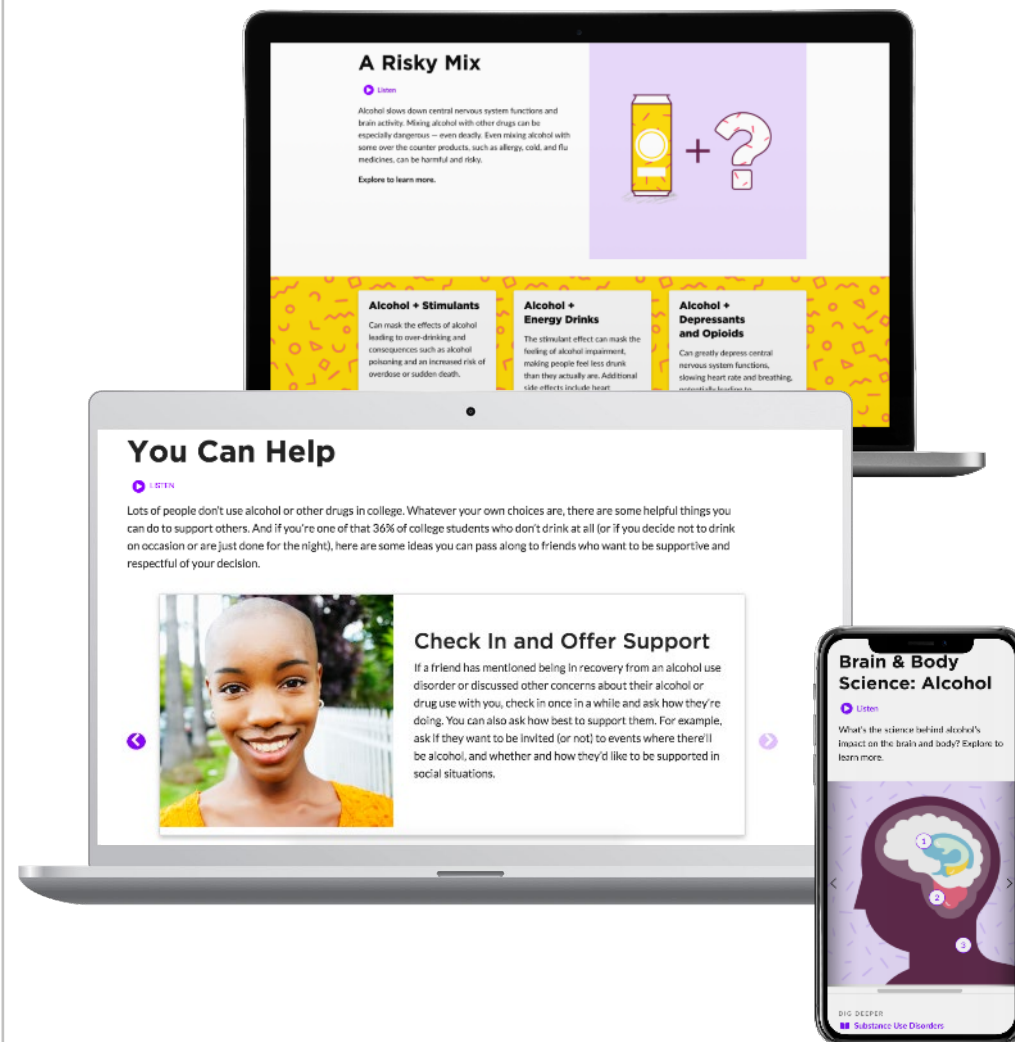 A Risky Mix
Listen
Alcohol slows down central nervous system functions and
brain activity. Mixing alcohol with other drugs can be
especially dangerous — even deadly. Even mixing alcohol with
some over the counter products, such as allergy, cold, and flu
medicines, can be harmful and risky.
Explore to learn more.
Alcohol + Stimulants
Can mask the effects of alcohol
leading to over-drinking and
consequences such as alcohol
poisoning and an increased risk of
overdose or sudden death.
Alcohol +
Energy Drinks
The stimulant effect can mask the
feeling of alcohol impairment,
making people feel less drunk
than they actually are. Additional
side effects include heart
Alcohol +
Depressants
and Opioids
Can greatly depress central
nervous system functions,
slowing heart rate and breathing,
potentially leading to
You Can Help
LISTEN
Lots of people don't use alcohol or other drugs in college. Whatever your own choices are, there are some helpful things you
can do to support others. And if you're one of that 36% of college students who don't drink at all (or if you decide not to drink
on occasion or are just done for the night), here are some ideas you can pass along to friends who want to be supportive and
respectful of your decision.
Check In and Offer Support
If a friend has mentioned being in recovery from an alcohol use
disorder or discussed other concerns about their alcohol or
drug use with you, check in once in a while and ask how they're
doing. You can also ask how best to support them. For example,
ask if they want to be invited (or not) to events where there'll
be alcohol, and whether and how they'd like to be supported in
social situations.
Brain & Body
Science: Alcohol
Listen
What's the science behind alcohol's
impact on the brain and body? Explore to
learn more.
1
2
3
DIG DEEPER
Substance Use Disorders